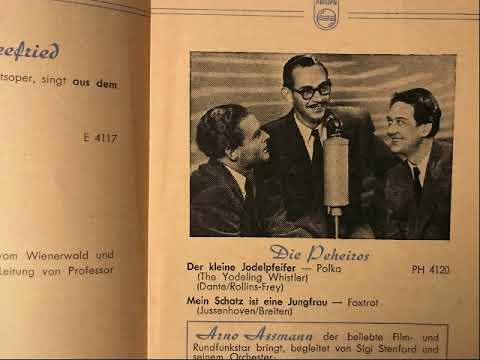 eefried
tsoper, singt aus dem
E 4117
vom Wienerwald und
Leitung von Professor
PHILIPS
Die Peheiros
Der kleine Jodelpfeifer — Polka PH 4120
(The Yodeling Whistler)
(Dante/Rollins-Frey)
Mein Schatz ist eine Jungfrau — Foxtrot
(Jussenhoven/Breiten)
Arno Assmann der beliebte Film- und
Rundfunkstar bringt, begleitet von Sigi Stenford und
seinem Orchester-